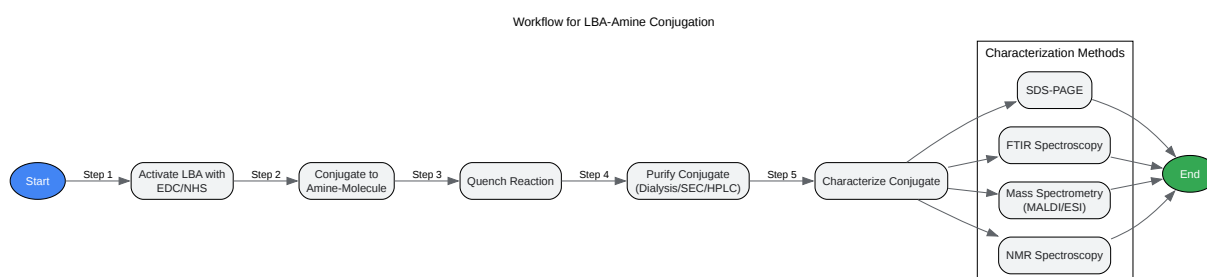 Workflow for LBA-Amine Conjugation
Start
Step 1
Activate LBA with
EDC/NHS
Step 2
Conjugate to
Amine-Molecule
Step 3
Quench Reaction
Step 4
Purify Conjugate
(Dialysis/SEC/HPLC)
Step 5
Characterize Conjugate
Characterization Methods
SDS-PAGE
FTIR Spectroscopy
Mass Spectrometry
(MALDI/ESI)
NMR Spectroscopy
End